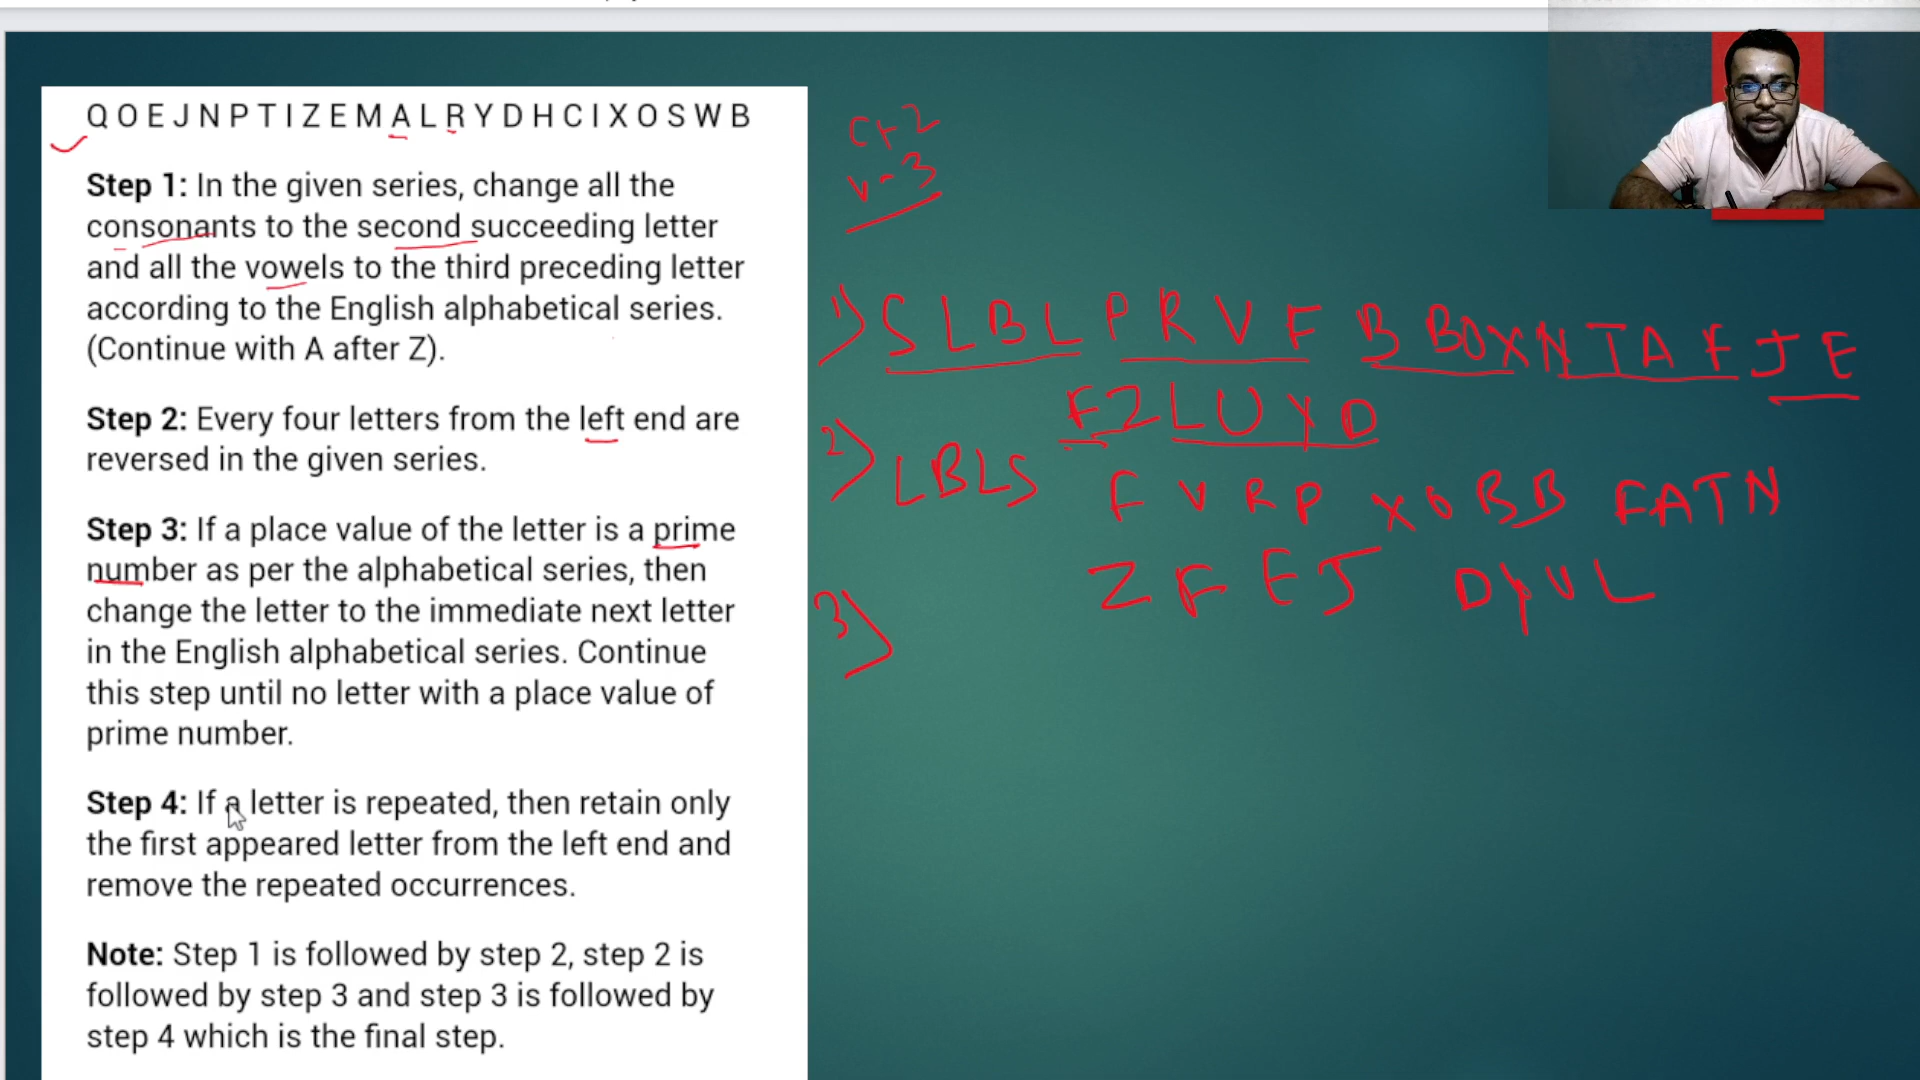 Q O E J N P T I Z E M A L R Y D H C I X O S W B
Step 1: In the given series, change all the
consonants to the second succeeding letter
and all the vowels to the third preceding letter
according to the English alphabetical series.
(Continue with A after Z).
Step 2: Every four letters from the left end are
reversed in the given series.
Step 3: If a place value of the letter is a prime
number as per the alphabetical series, then
change the letter to the immediate next letter
in the English alphabetical series. Continue
this step until no letter with a place value of
prime number.
Step 4: If a letter is repeated, then retain only
the first appeared letter from the left end and
remove the repeated occurrences.
Note: Step 1 is followed by step 2, step 2 is
followed by step 3 and step 3 is followed by
step 4 which is the final step.
C+2
V-3
1) S L B L P R V F B B O X N T A F J E
F Z L U Y D
2) L B L S F V R P X O B B F A T N
Z F E J D Y U L
3)